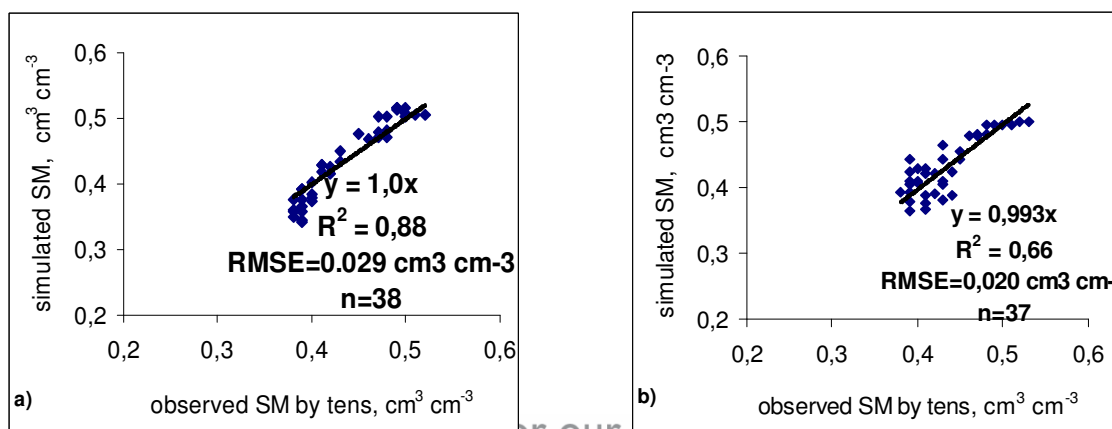 simulated SM, cm³ cm⁻³
0,6
0,5
0,4
0,3
0,2
y = 1,0x
R² = 0,88
RMSE=0.029 cm3 cm-3
n=38
0,2 0,3 0,4 0,5 0,6
a)
observed SM by tens, cm³ cm⁻³
simulated SM, cm3 cm-3
0,6
0,5
0,4
0,3
0,2
y = 0,993x
R² = 0,66
RMSE=0,020 cm3 cm-
n=37
0,2 0,3 0,4 0,5 0,6
b)
observed SM by tens, cm³ cm⁻³
our